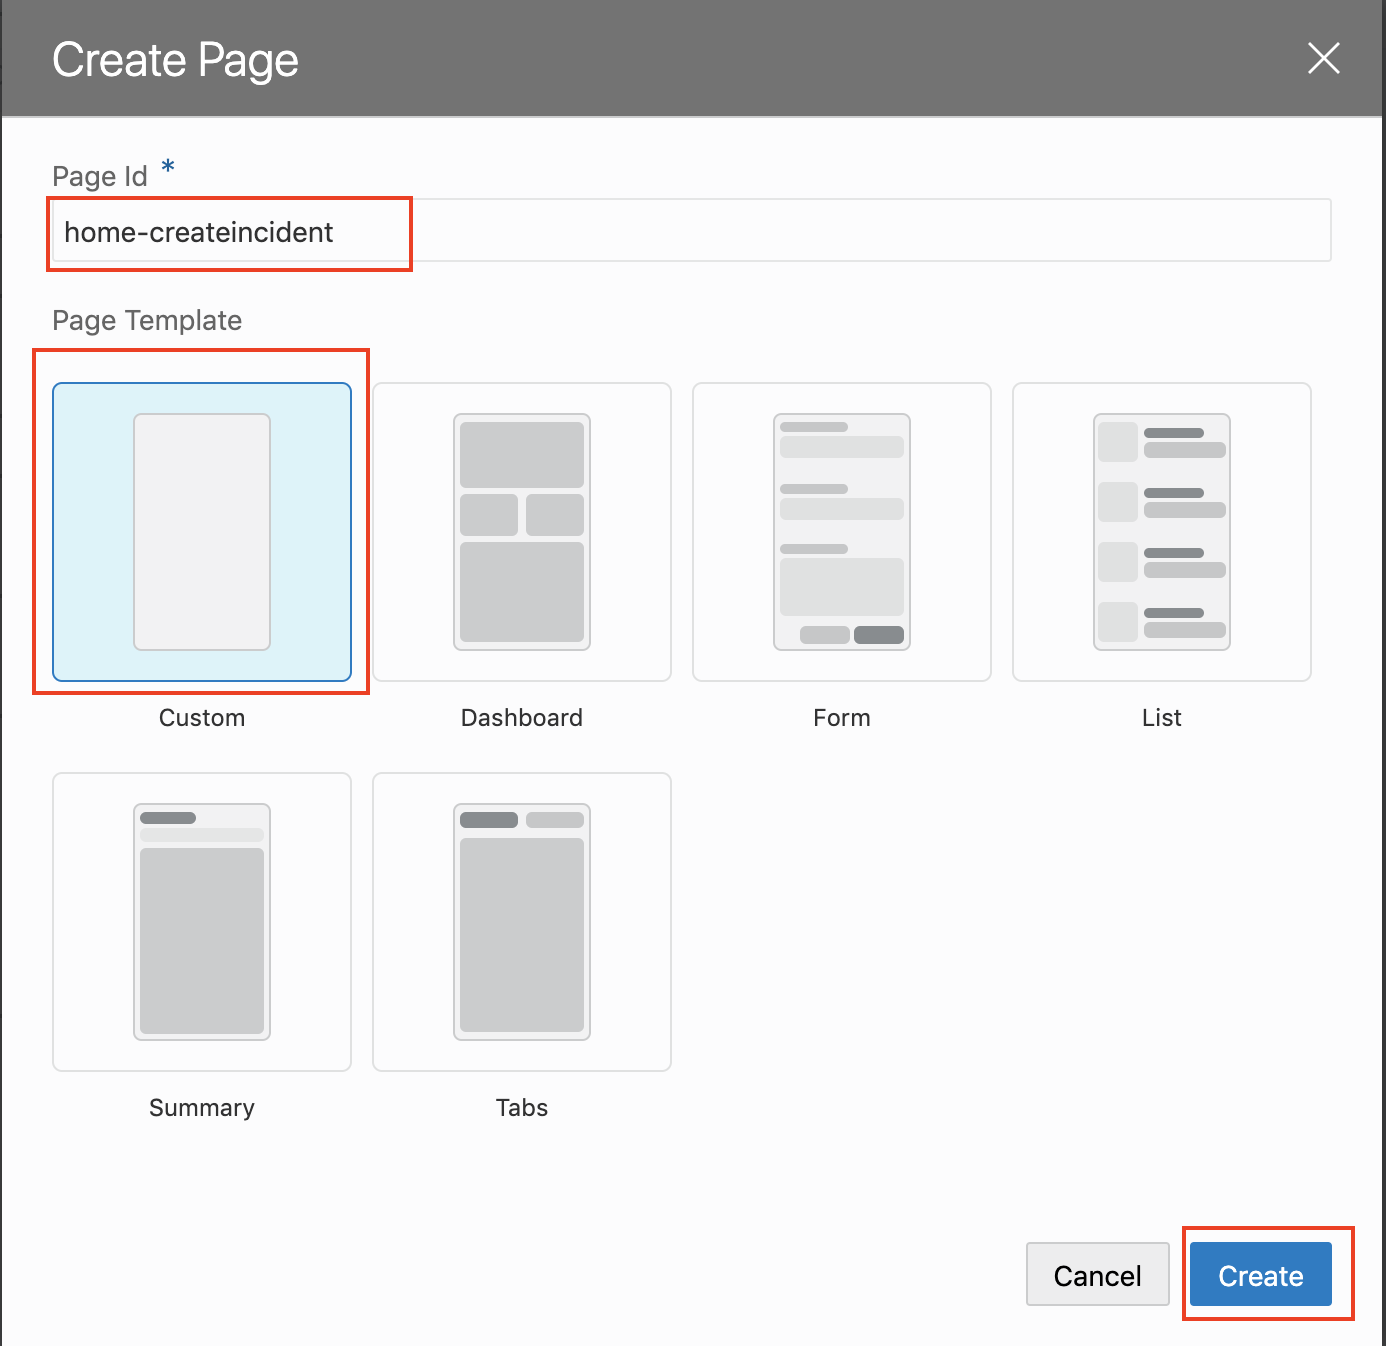 Create Page
Page Id *
home-createincident
Page Template
Custom Dashboard Form List
Summary Tabs
Cancel Create